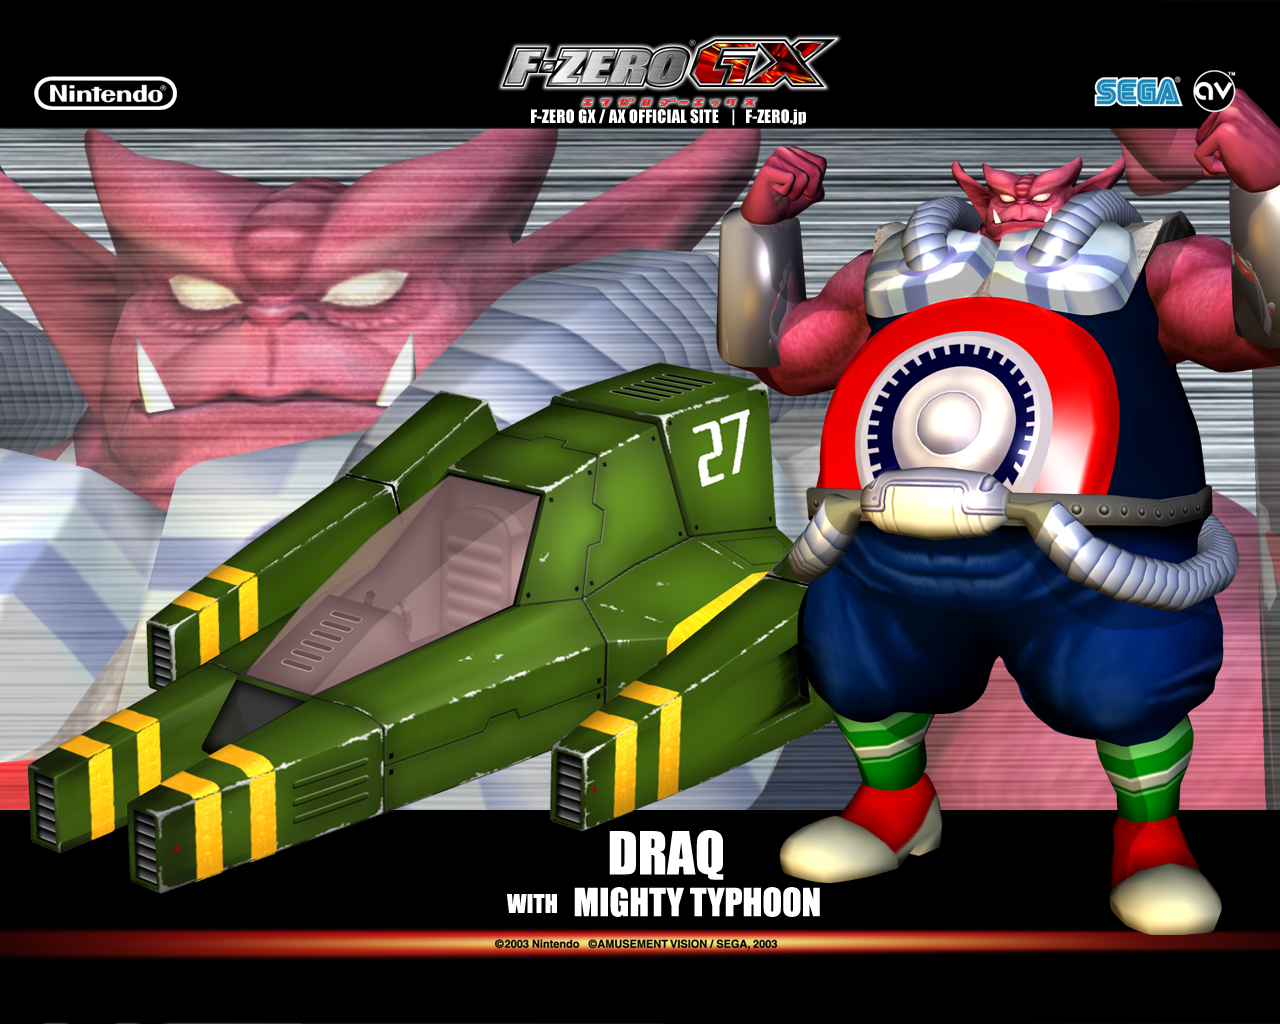 Nintendo®
F-ZERO® GX
エフゼロ ジーエックス
F-ZERO GX / AX OFFICIAL SITE | F-ZERO.jp
SEGA®
av™
27
DRAQ
WITH MIGHTY TYPHOON
©2003 Nintendo ©AMUSEMENT VISION / SEGA, 2003